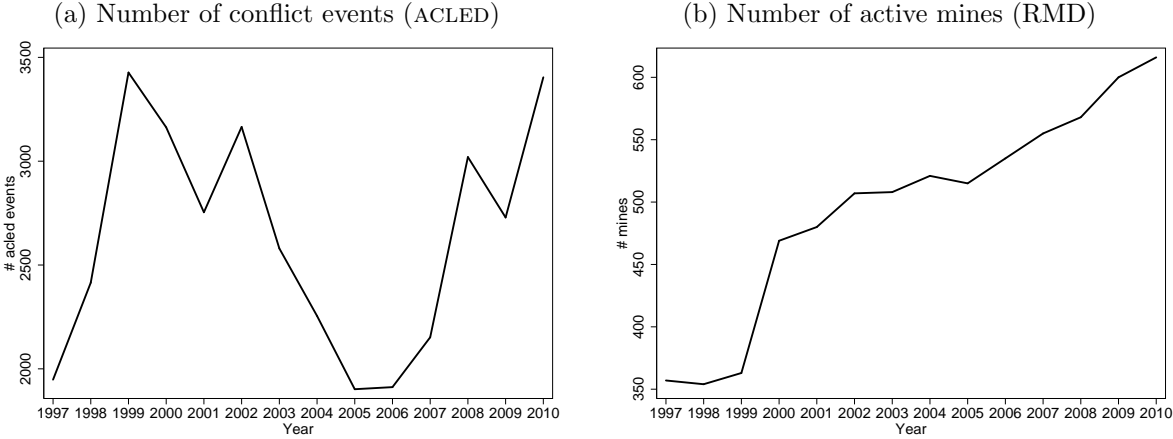 (a) Number of conflict events (ACLED)
3500
3000
2500
2000
# acled events
1997 1998 1999 2000 2001 2002 2003 2004 2005 2006 2007 2008 2009 2010
Year
(b) Number of active mines (RMD)
600
550
500
450
400
350
# mines
1997 1998 1999 2000 2001 2002 2003 2004 2005 2006 2007 2008 2009 2010
Year